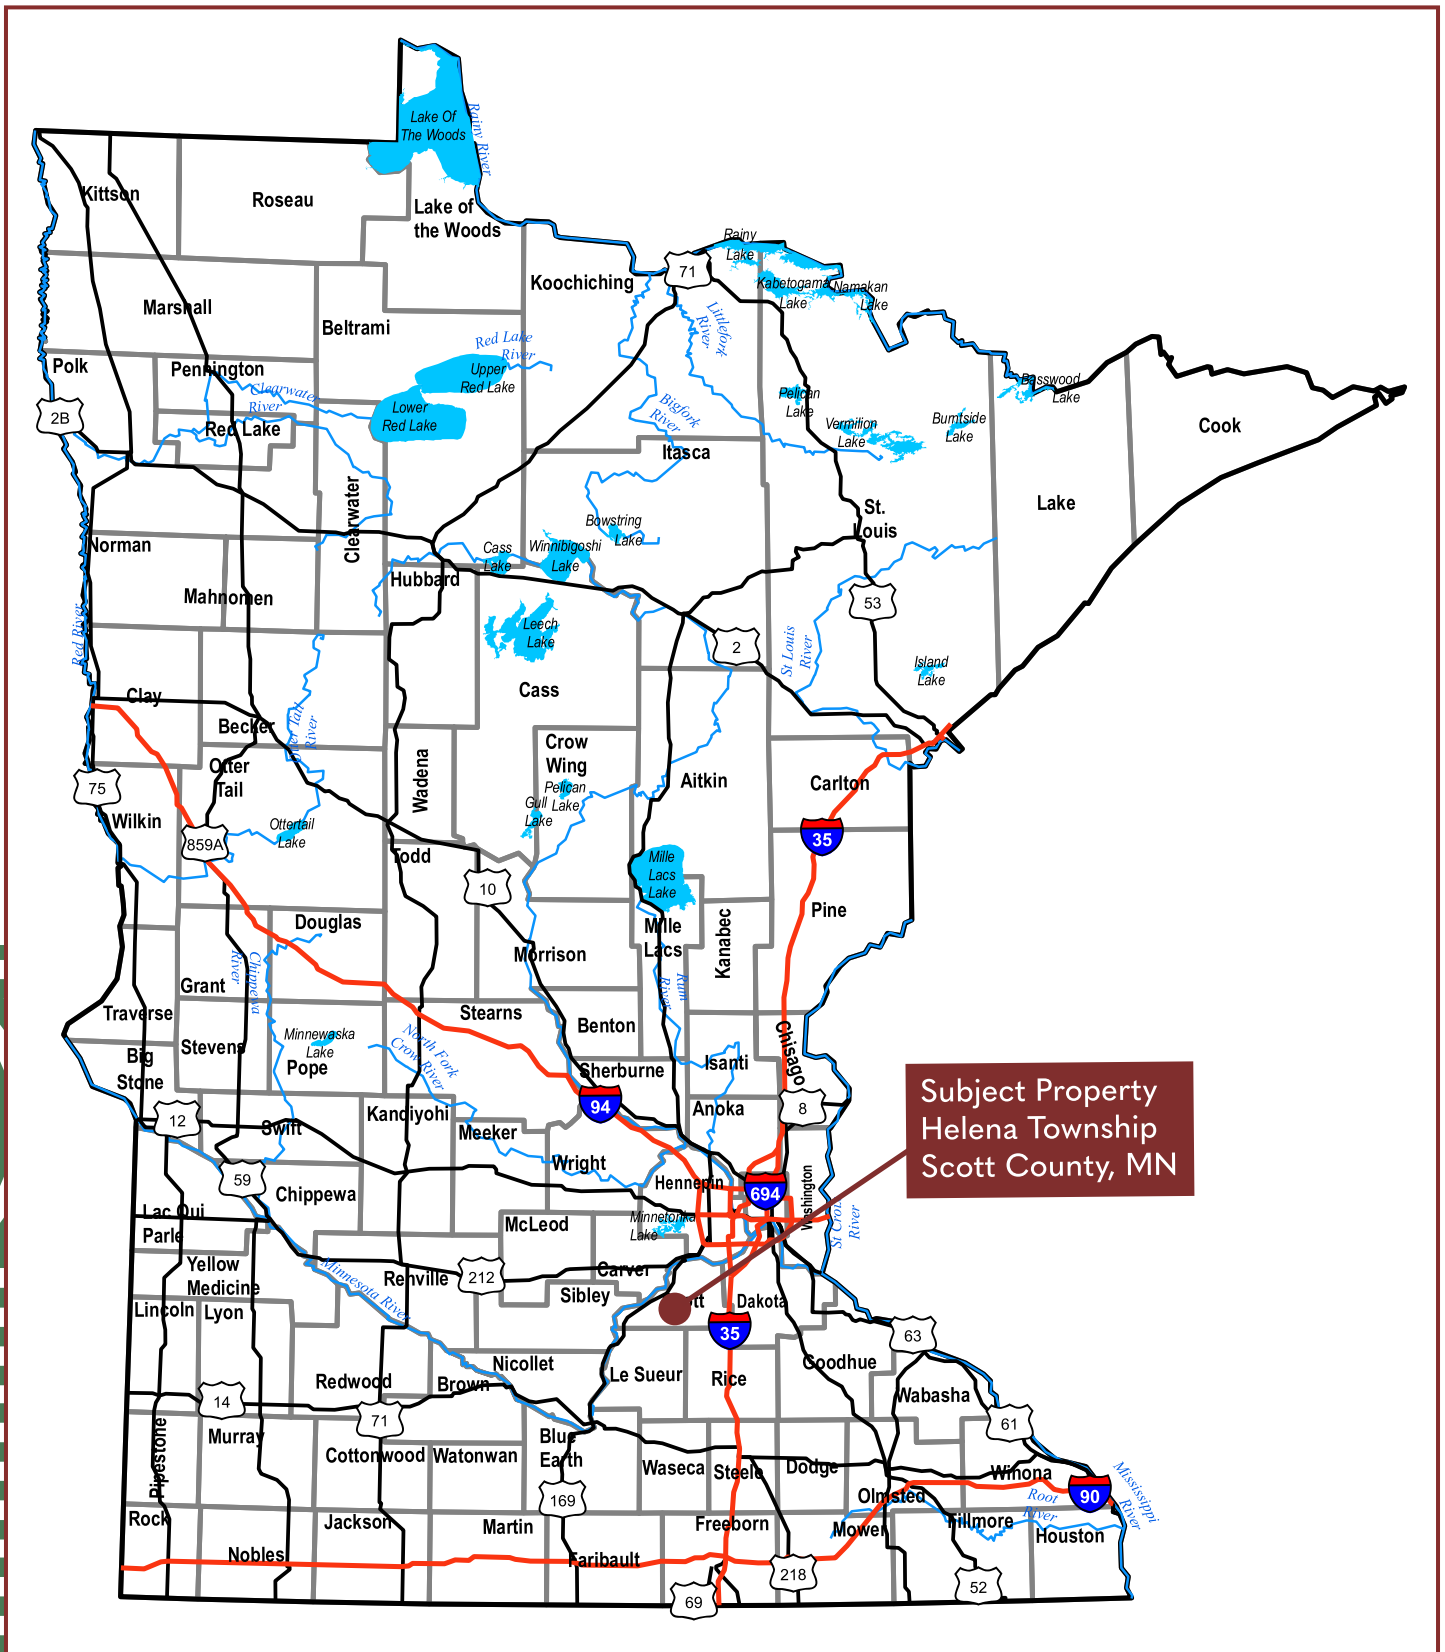 Lake Of
The Woods
Rainy River
Kittson
Roseau
Lake of
the Woods
Rainy
Lake
71
Koochiching
Kabetogama
Lake
Namakan
Lake
Marshall
Beltrami
Littlefork
River
Red Lake
River
Polk
Pennington
Upper
Red Lake
Clearwater
River
Basswood
Lake
Pelican
Lake
Lower
Red Lake
Bigfork
River
2B
Red Lake
Vermilion
Lake
Burntside
Lake
Cook
Itasca
Clearwater
Lake
St.
Louis
Bowstring
Lake
Norman
Cass
Lake
Winnibigoshi
Lake
Hubbard
Mahnomen
53
Red River
Leech
Lake
2
St Louis
River
Island
Lake
Clay
Cass
Becker
Otter Tail
River
Crow
Wing
Otter
Tail
Wadena
Aitkin
Carlton
75
Pelican
Lake
Gull
Lake
Wilkin
859A
Ottertail
Lake
35
Todd
Mille
Lacs
Lake
10
Douglas
Pine
Mille
Lacs
Kanabec
Morrison
Chippewa
River
Grant
Rum
River
Traverse
Stearns
Benton
Stevens
Minnewaska
Lake
North Fork
Crow River
Chisago
Big
Stone
Pope
Sherburne
Isanti
Subject Property
Helena Township
Scott County, MN
94
Anoka
8
12
Swift
Kandiyohi
Meeker
Wright
59
Chippewa
Hennepin
694
Washington
Lac Qui
Parle
McLeod
Minnetonka
Lake
St Croix
River
Yellow
Medicine
Renville
212
Carver
Minnesota River
Sibley
Lincoln
Lyon
tt
Dakota
35
63
Nicollet
Goodhue
Redwood
Brown
Le Sueur
Rice
Wabasha
14
71
61
Pipestone
Murray
Cottonwood
Watonwan
Blue
Earth
Waseca
Steele
Dodge
Winona
Mississippi
River
169
Olmsted
Root
River
90
Rock
Jackson
Martin
Freeborn
Mower
Tillmore
Houston
Nobles
Faribault
218
52
69